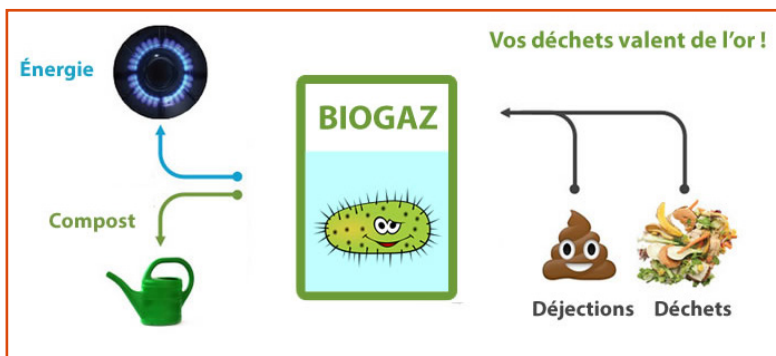 Vos déchets valent de l'or !
Énergie
BIOGAZ
Compost
Déjections
Déchets